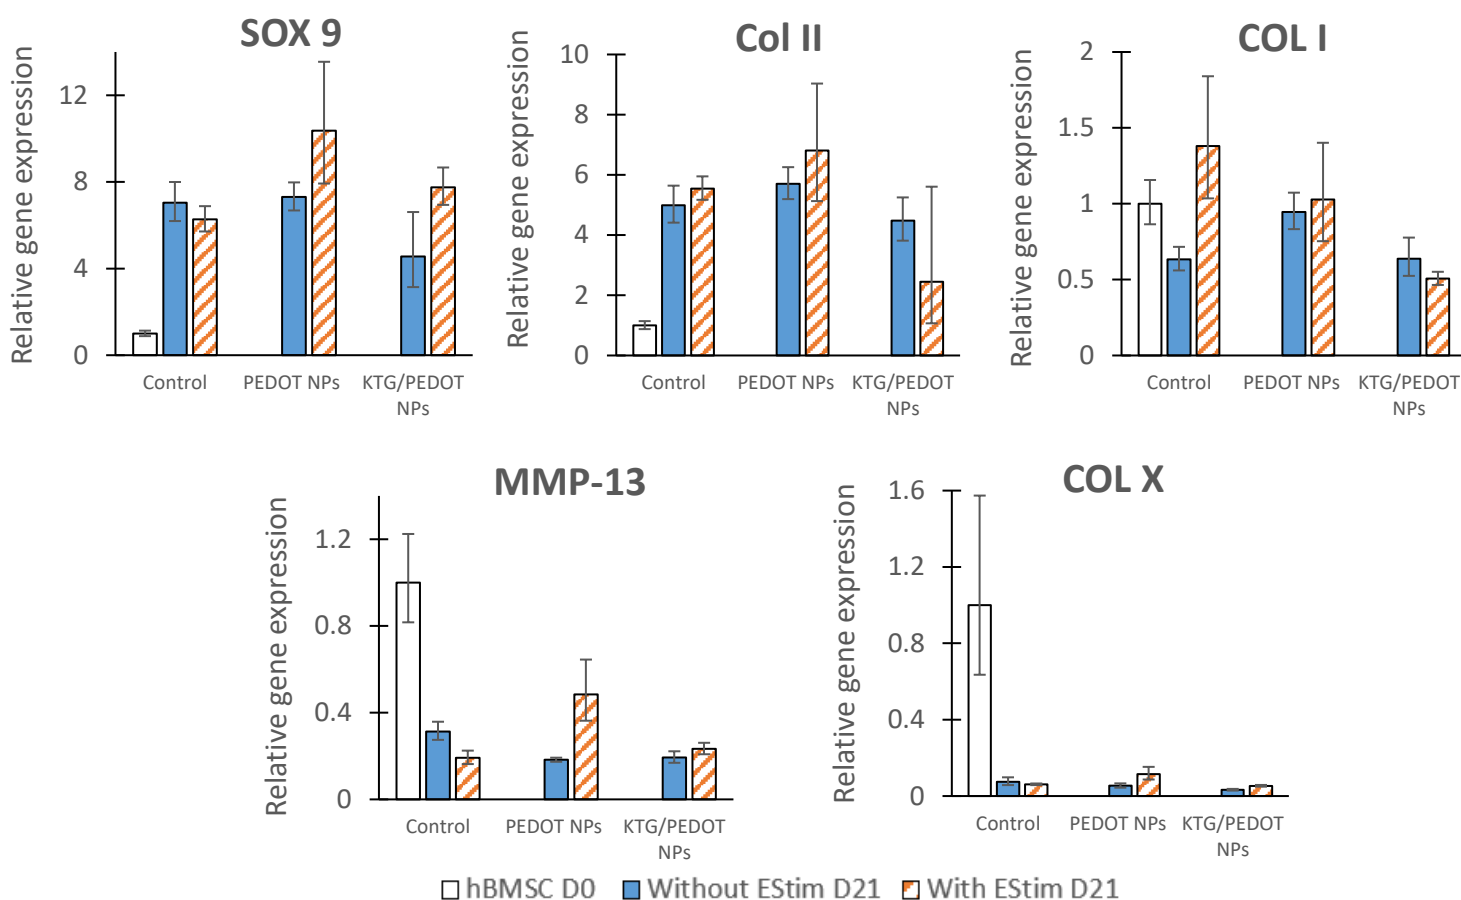 SOX 9
Relative gene expression
12
8
4
0
Control
PEDOT NPs
KTG/PEDOT
NPs
Col II
Relative gene expression
10
8
6
4
2
0
Control
PEDOT NPs
KTG/PEDOT
NPs
COL I
Relative gene expression
2
1.5
1
0.5
0
Control
PEDOT NPs
KTG/PEDOT
NPs
MMP-13
Relative gene expression
1.2
0.8
0.4
0
Control
PEDOT NPs
KTG/PEDOT
NPs
COL X
Relative gene expression
1.6
1.2
0.8
0.4
0
Control
PEDOT NPs
KTG/PEDOT
NPs
hBMSC D0 Without EStim D21 With EStim D21